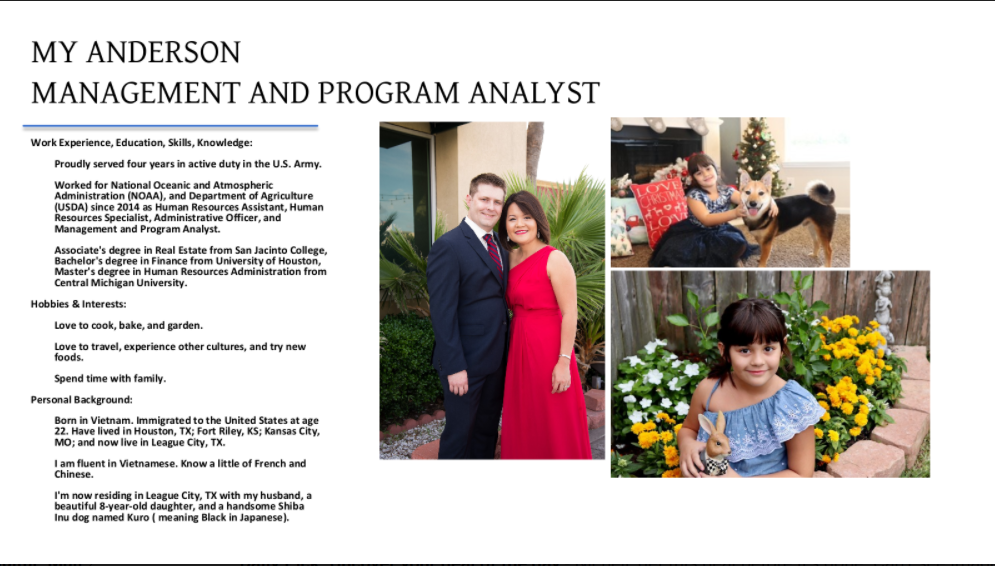 MY ANDERSON
MANAGEMENT AND PROGRAM ANALYST
Work Experience, Education, Skills, Knowledge:
Proudly served four years in active duty in the U.S. Army.
Worked for National Oceanic and Atmospheric
Administration (NOAA), and Department of Agriculture
(USDA) since 2014 as Human Resources Assistant, Human
Resources Specialist, Administrative Officer, and
Management and Program Analyst.
Associate's degree in Real Estate from San Jacinto College,
Bachelor's degree in Finance from University of Houston,
Master's degree in Human Resources Administration from
Central Michigan University.
Hobbies & Interests:
Love to cook, bake, and garden.
Love to travel, experience other cultures, and try new
foods.
Spend time with family.
Personal Background:
Born in Vietnam. Immigrated to the United States at age
22. Have lived in Houston, TX; Fort Riley, KS; Kansas City,
MO; and now live in League City, TX.
I am fluent in Vietnamese. Know a little of French and
Chinese.
I'm now residing in League City, TX with my husband, a
beautiful 8-year-old daughter, and a handsome Shiba
Inu dog named Kuro ( meaning Black in Japanese).
LOVE
CHRISTMAS
LOVE